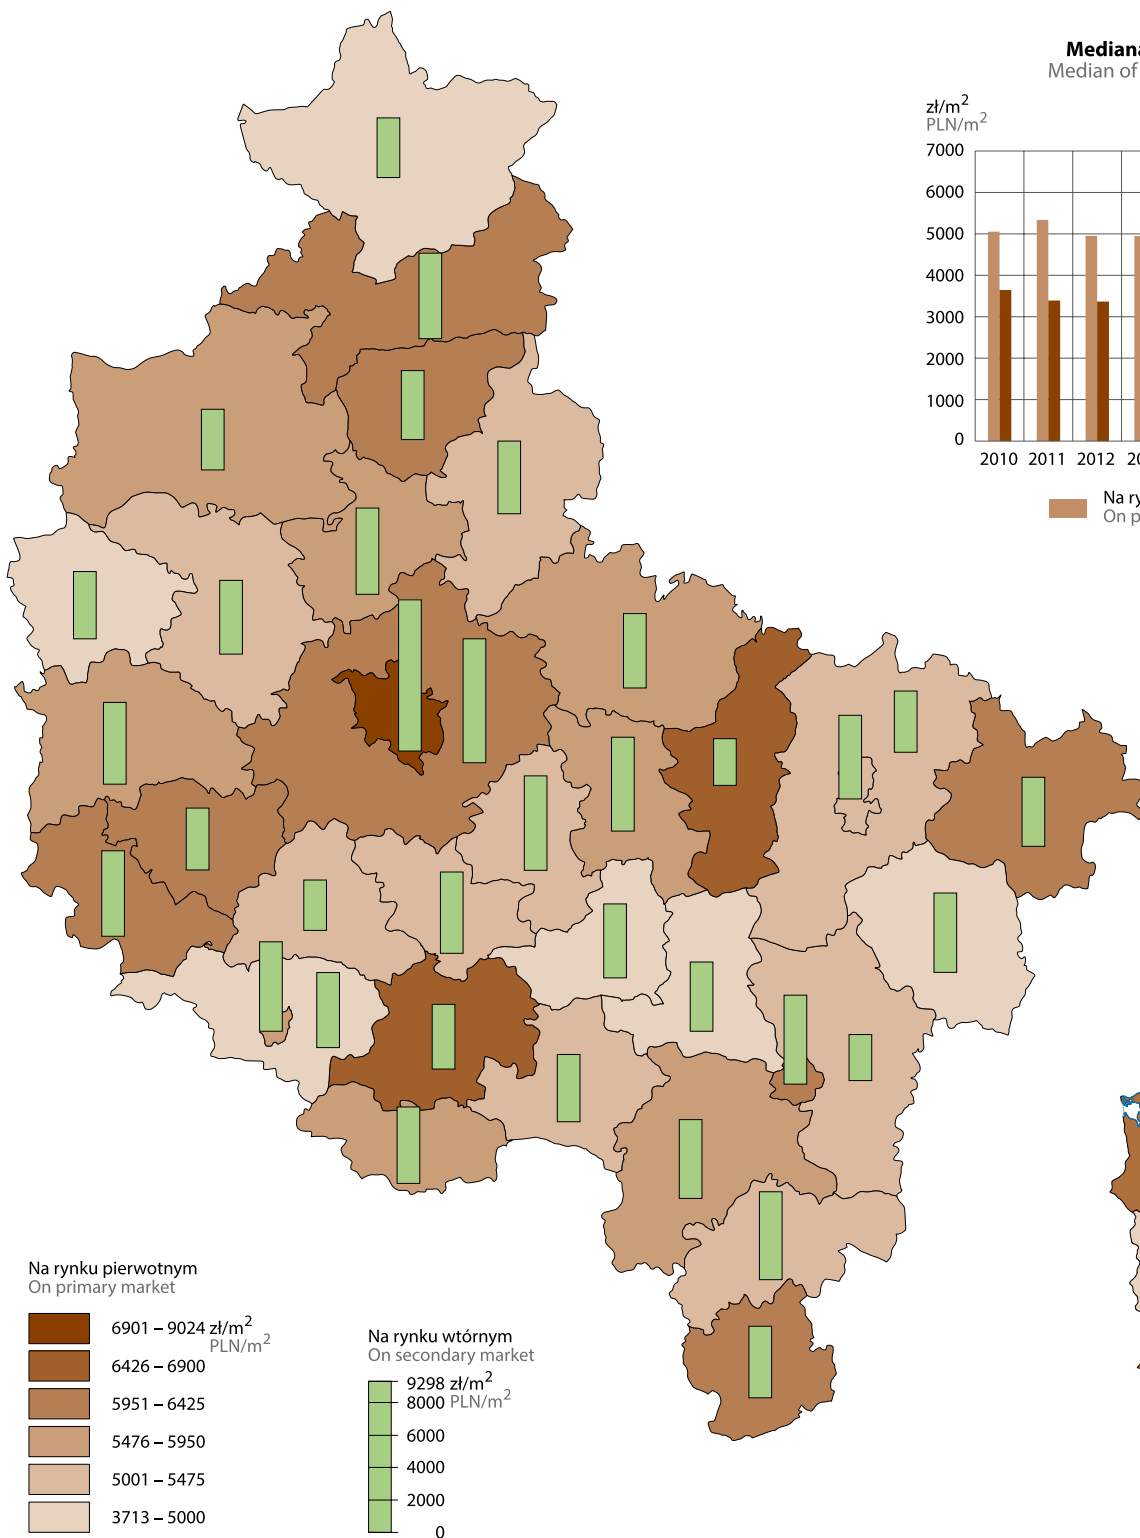 Mediana
Median of
zł/m2
PLN/m2
7000
6000
5000
4000
3000
2000
1000
0
2010 2011 2012 20
Na ry
On p
Na rynku pierwotnym
On primary market
6901 – 9024 zł/m2
PLN/m2
6426 – 6900
5951 – 6425
5476 – 5950
5001 – 5475
3713 – 5000
Na rynku wtórnym
On secondary market
9298 zł/m2
8000 PLN/m2
6000
4000
2000
0